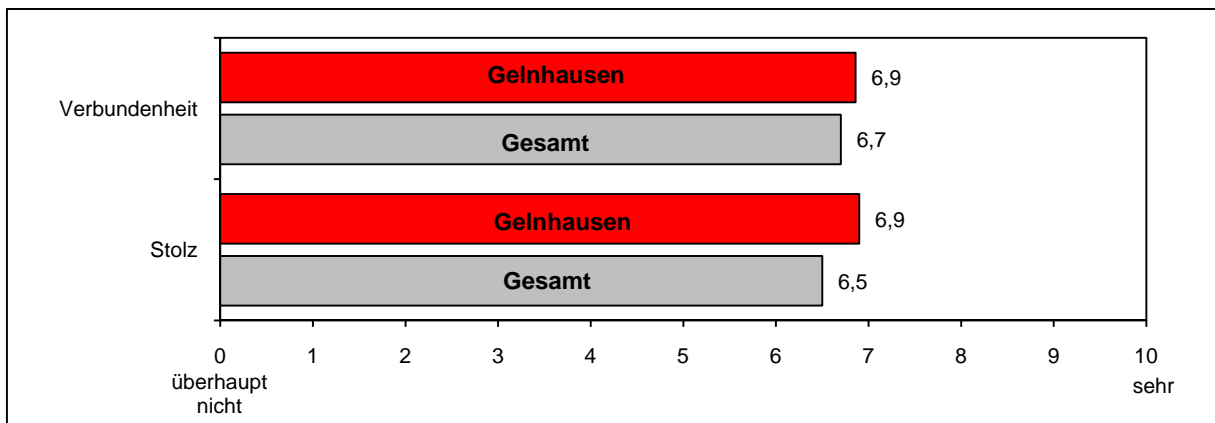 Gelnhausen 6,9
Verbundenheit
Gesamt 6,7
Gelnhausen 6,9
Stolz
Gesamt 6,5
0 1 2 3 4 5 6 7 8 9 10
überhaupt sehr
nicht